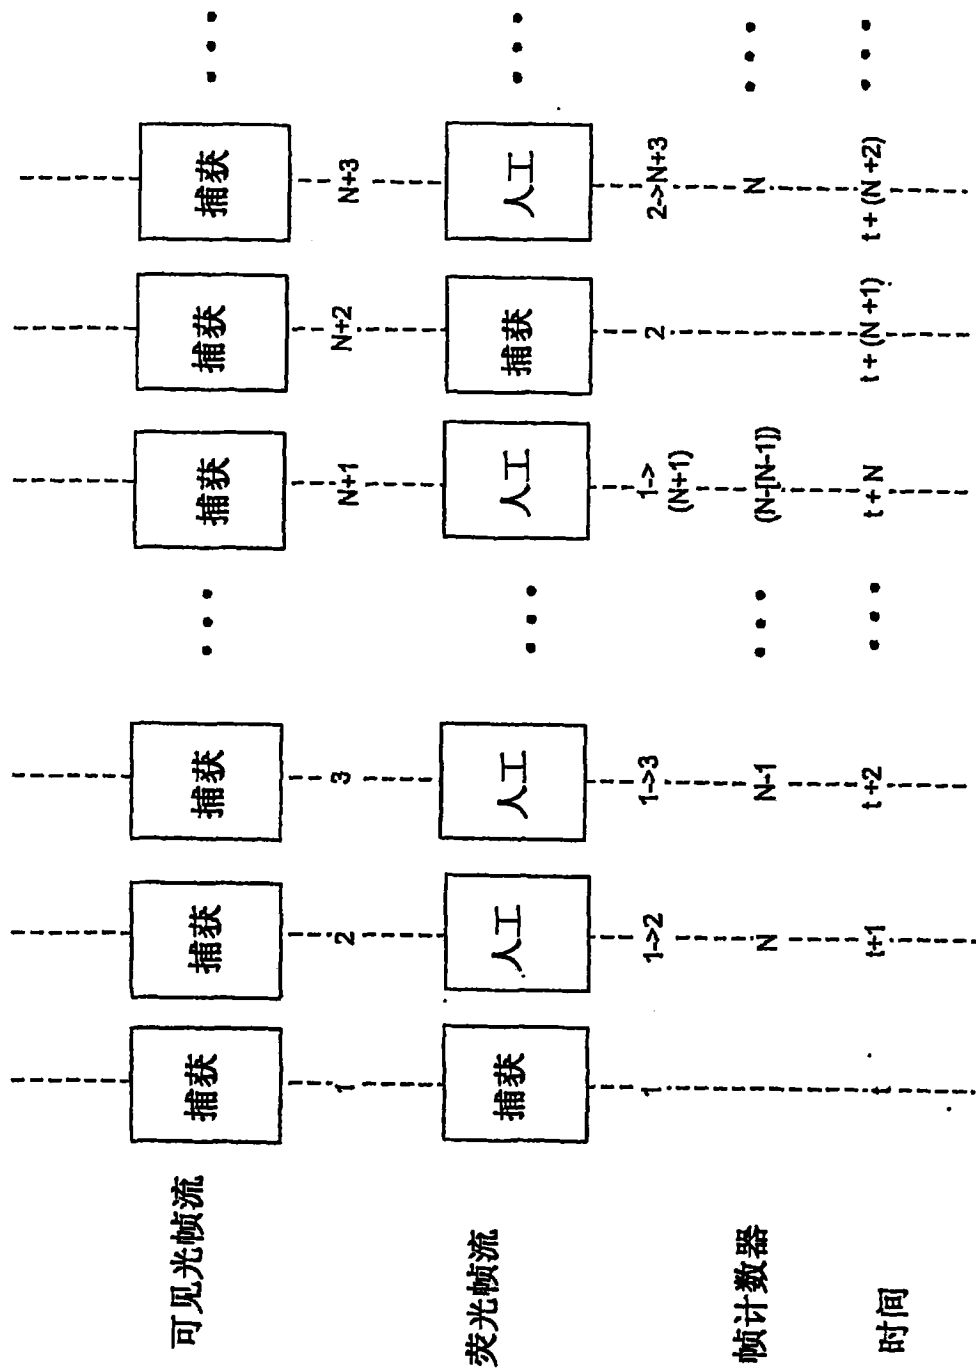 可见光帧流
捕获
捕获
捕获
捕获
捕获
捕获
1
2
3
N+1
N+2
N+3
荧光帧流
捕获
人工
人工
人工
捕获
人工
1
1->2
1->3
1->
(N+1)
2
2->N+3
帧计数器
N
N-1
(N-[N-1])
N
时间
t
t+1
t+2
t + N
t + (N +1)
t + (N +2)